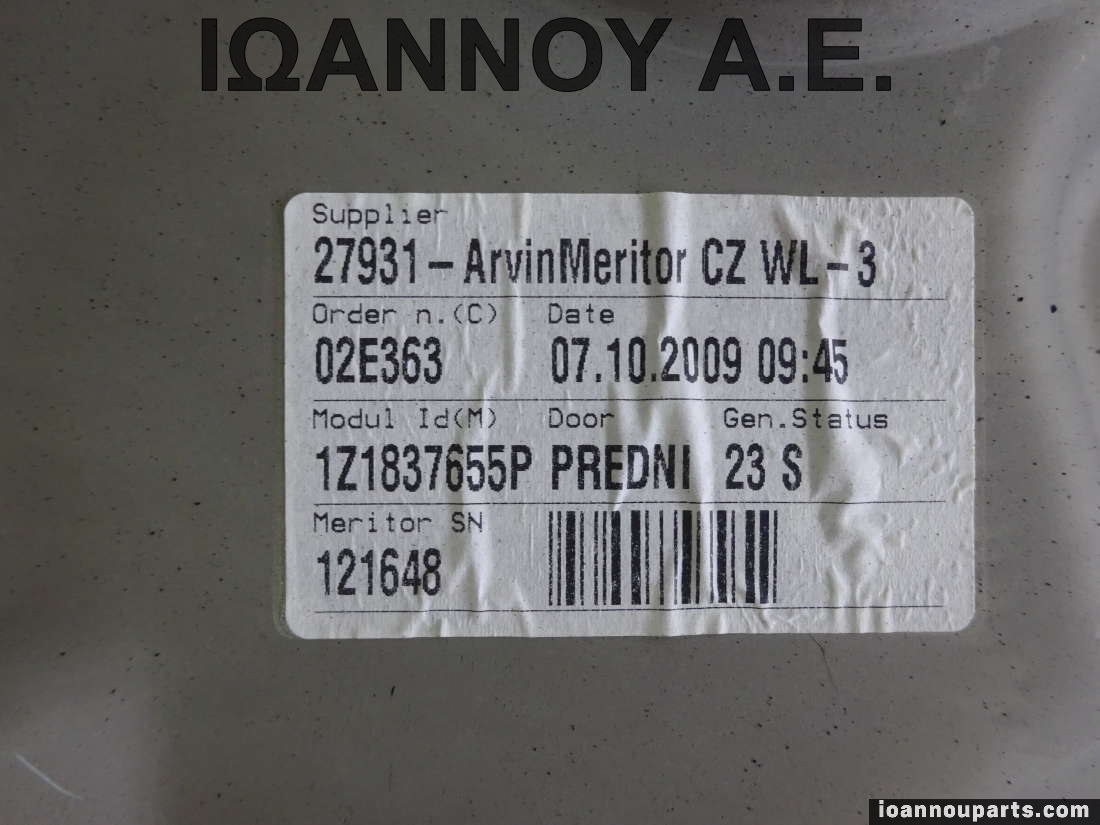 ΙΩΑΝΝΟΥ Α.Ε.
Supplier
27931 – ArvinMeritor CZ WL – 3
Order n.(C) Date
02E363 07.10.2009 09:45
Modul Id(M) Door Gen.Status
1Z1837655P PREDNI 23 S
Meritor SN
121648
ioannouparts.com